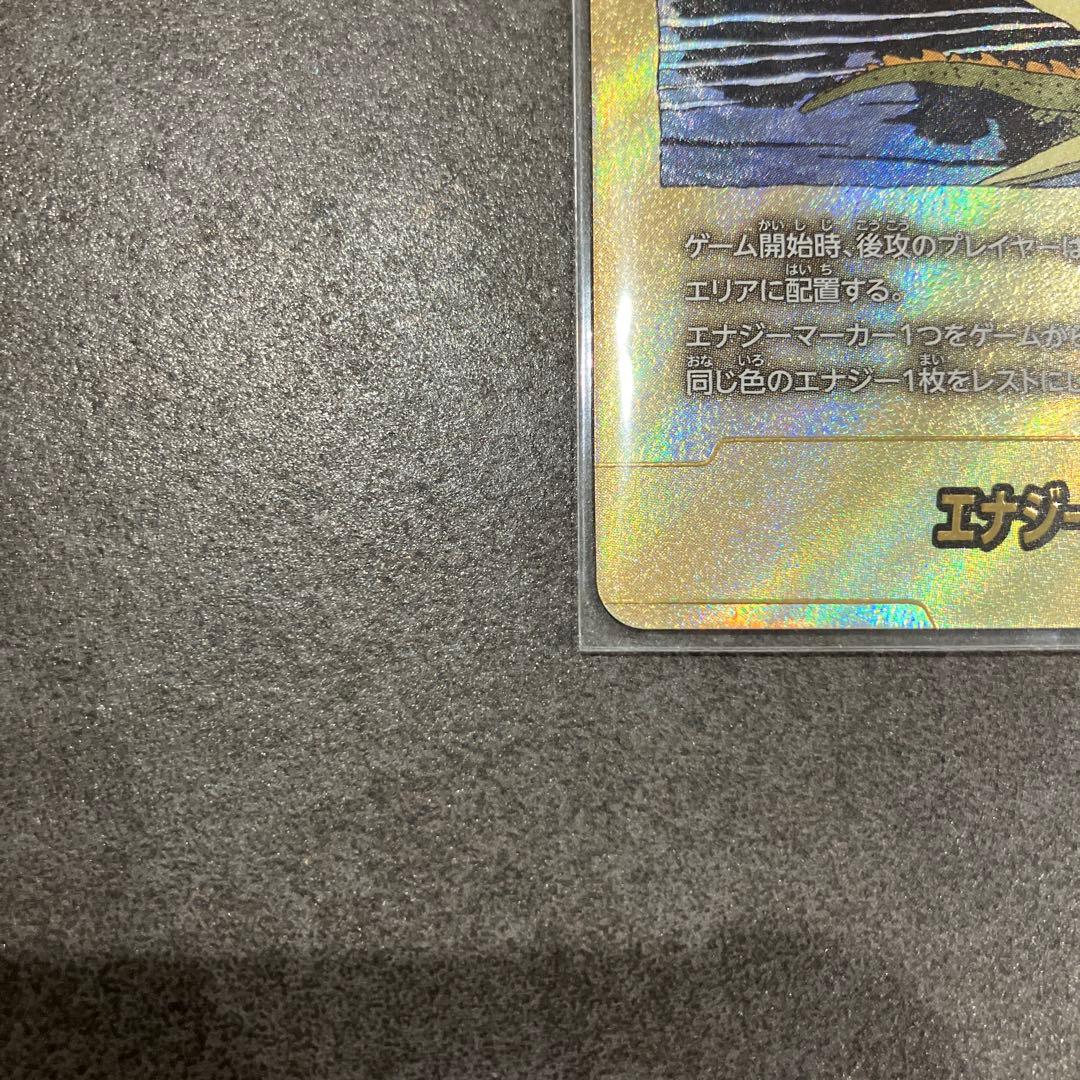 ゲーム開始時、後攻のプレイヤーは
エリアに配置する。
エナジーマーカー1つをゲームか
同じ色のエナジー1枚をレストにし
エナジー